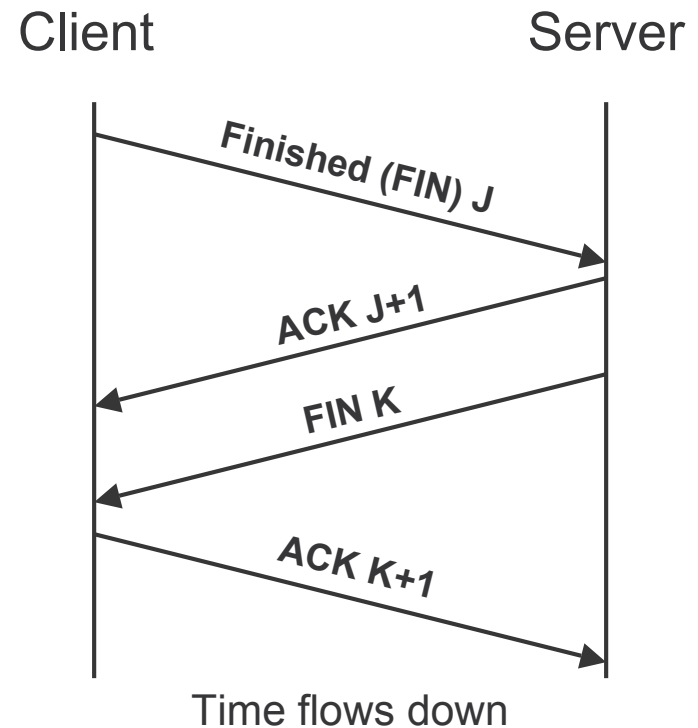 Client
Server
Finished (FIN) J
ACK J+1
FIN K
ACK K+1
Time flows down